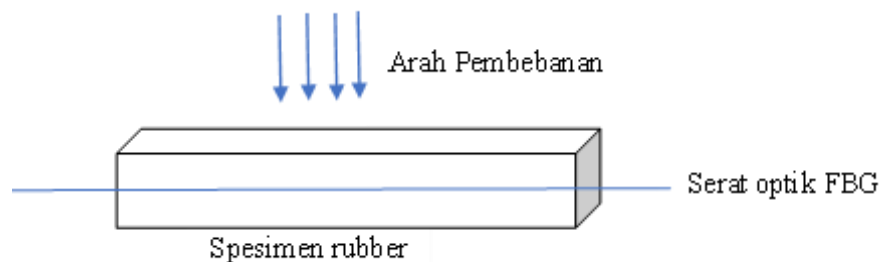 Arah Pembebanan
Serat optik FBG
Spesimen rubber